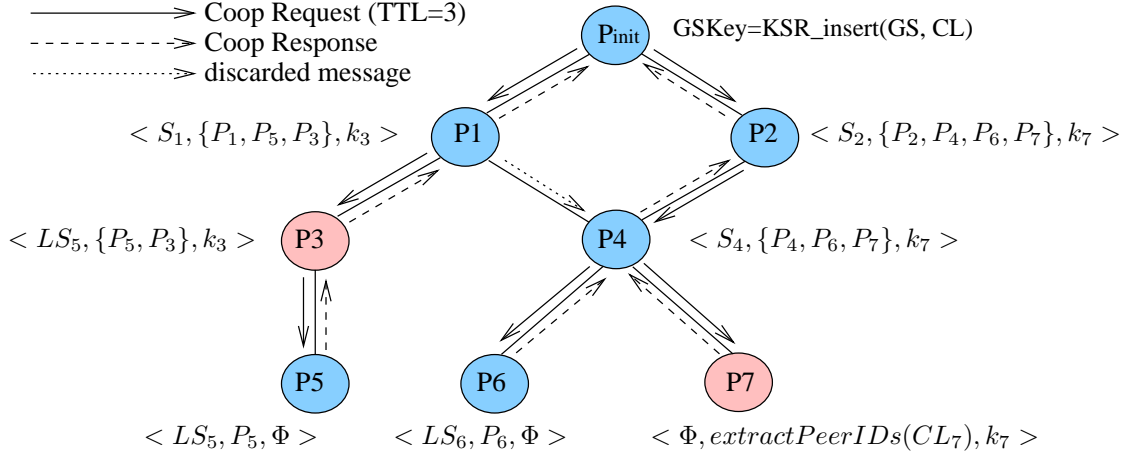 Coop Request (TTL=3)
Coop Response
discarded message
Pinit
GSKey=KSR_insert(GS, CL)
< S₁, {P₁, P₅, P₃}, k₃ >
P1
P2
< S₂, {P₂, P₄, P₆, P₇}, k₇ >
< LS₅, {P₅, P₃}, k₃ >
P3
P4
< S₄, {P₄, P₆, P₇}, k₇ >
P5
P6
P7
< LS₅, P₅, Φ >
< LS₆, P₆, Φ >
< Φ, extractPeerIDs(CL₇), k₇ >